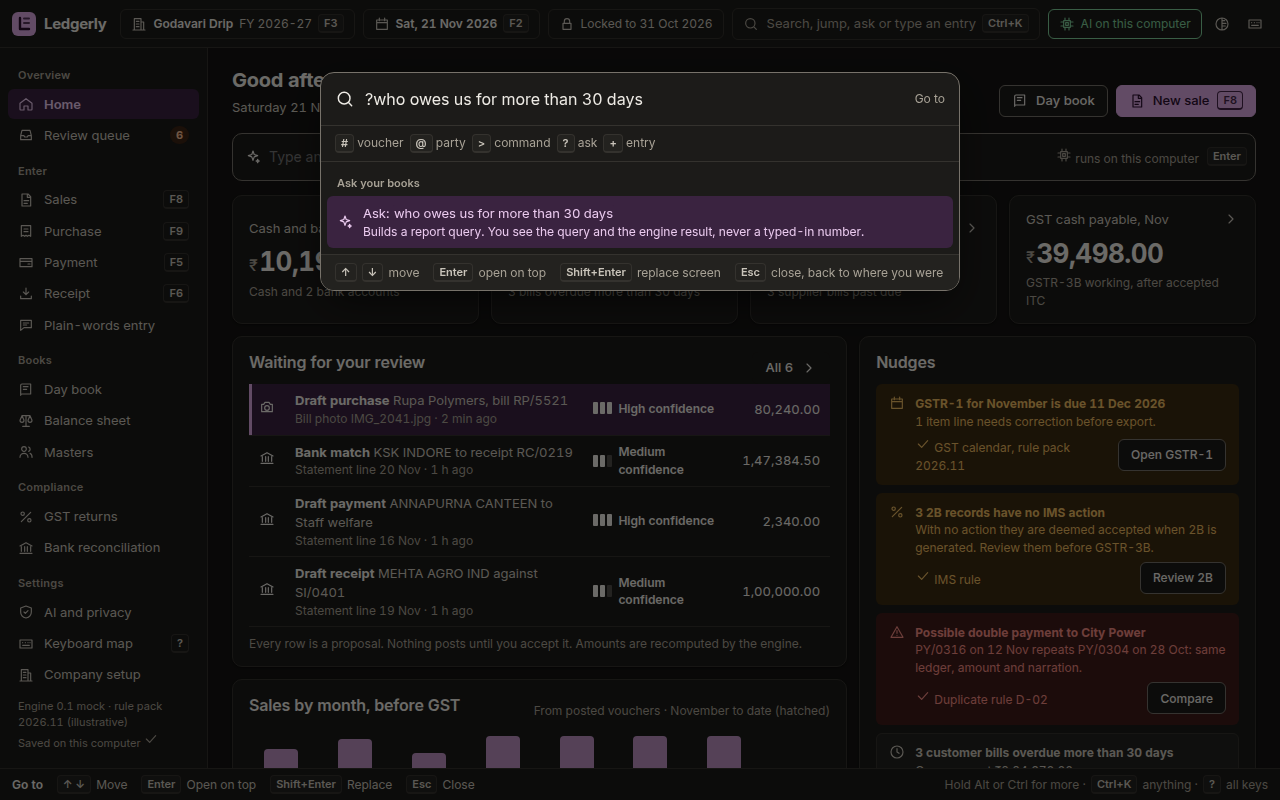 Ledgerly
Godavari Drip FY 2026-27 F3
Sat, 21 Nov 2026 F2
Locked to 31 Oct 2026
Search, jump, ask or type an entry Ctrl+K
AI on this computer
Overview
Home
Review queue 6
Enter
Sales F8
Purchase F9
Payment F5
Receipt F6
Plain-words entry
Books
Day book
Balance sheet
Masters
Compliance
GST returns
Bank reconciliation
Settings
AI and privacy
Keyboard map ?
Company setup
Engine 0.1 mock · rule pack
2026.11 (illustrative)
Saved on this computer
Good afte
Saturday 21 N
Day book
New sale F8
Type an
runs on this computer Enter
?who owes us for more than 30 days
Go to
# voucher @ party > command ? ask + entry
Ask your books
Ask: who owes us for more than 30 days
Builds a report query. You see the query and the engine result, never a typed-in number.
↑ ↓ move Enter open on top Shift+Enter replace screen Esc close, back to where you were
Cash and ba
₹10,19
Cash and 2 bank accounts
3 bills overdue more than 30 days
3 supplier bills past due
GST cash payable, Nov
₹39,498.00
GSTR-3B working, after accepted
ITC
Waiting for your review
All 6
Draft purchase Rupa Polymers, bill RP/5521
Bill photo IMG_2041.jpg · 2 min ago
High confidence
80,240.00
Bank match KSK INDORE to receipt RC/0219
Statement line 20 Nov · 1 h ago
Medium
confidence
1,47,384.50
Draft payment ANNAPURNA CANTEEN to
Staff welfare
Statement line 16 Nov · 1 h ago
High confidence
2,340.00
Draft receipt MEHTA AGRO IND against
SI/0401
Statement line 19 Nov · 1 h ago
Medium
confidence
1,00,000.00
Every row is a proposal. Nothing posts until you accept it. Amounts are recomputed by the engine.
Sales by month, before GST
From posted vouchers · November to date (hatched)
Nudges
GSTR-1 for November is due 11 Dec 2026
1 item line needs correction before export.
GST calendar, rule pack
2026.11
Open GSTR-1
3 2B records have no IMS action
With no action they are deemed accepted when 2B is
generated. Review them before GSTR-3B.
IMS rule
Review 2B
Possible double payment to City Power
PY/0316 on 12 Nov repeats PY/0304 on 28 Oct: same
ledger, amount and narration.
Duplicate rule D-02
Compare
3 customer bills overdue more than 30 days
Go to ↑↓ Move Enter Open on top Shift+Enter Replace Esc Close
Hold Alt or Ctrl for more · Ctrl+K anything · ? all keys